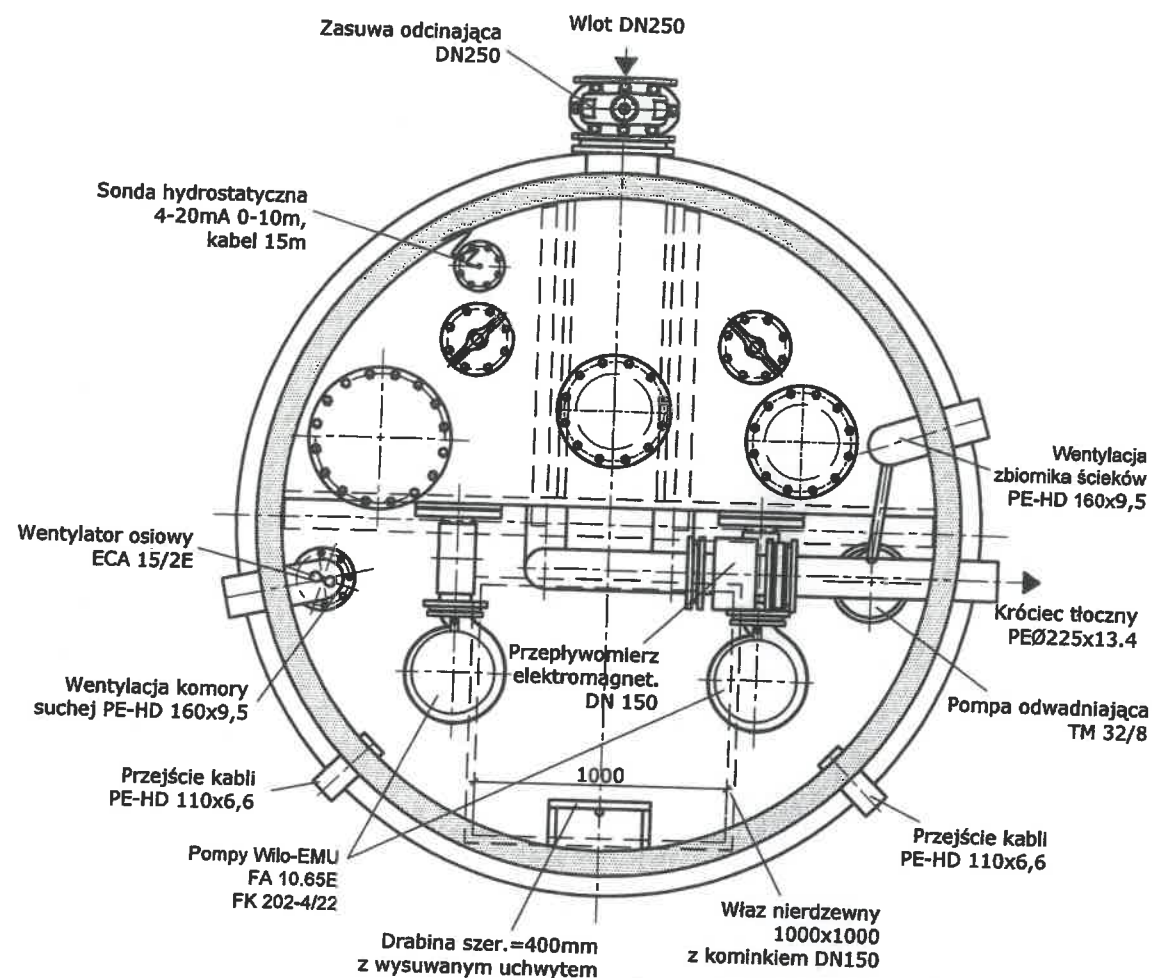 Zasuwa odcinająca
DN250
Wlot DN250
Sonda hydrostatyczna
4-20mA 0-10m,
kabel 15m
Wentylacja
zbiornika ścieków
PE-HD 160x9,5
Wentylator osiowy
ECA 15/2E
Króciec tłoczny
PEØ225x13.4
Przepływomierz
elektromagnet.
DN 150
Wentylacja komory
suchej PE-HD 160x9,5
Pompa odwadniająca
TM 32/8
1000
Przejście kabli
PE-HD 110x6,6
Przejście kabli
PE-HD 110x6,6
Pompy Wilo-EMU
FA 10.65E
FK 202-4/22
Właz nierdzewny
1000x1000
z kominkiem DN150
Drabina szer.=400mm
z wysuwanym uchwytem